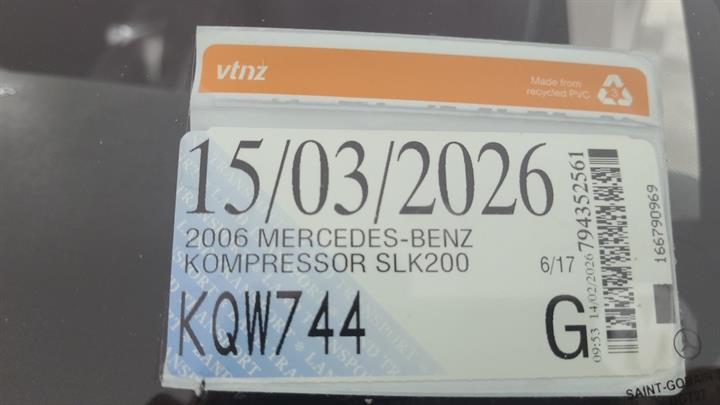 vtnz
Made from
recycled PVC
3
15/03/2026
2006 MERCEDES-BENZ
KOMPRESSOR SLK200
6/17
KQW744
G
09:53 14/02/2026
794352561
166790969
SAINT-GOBAIN